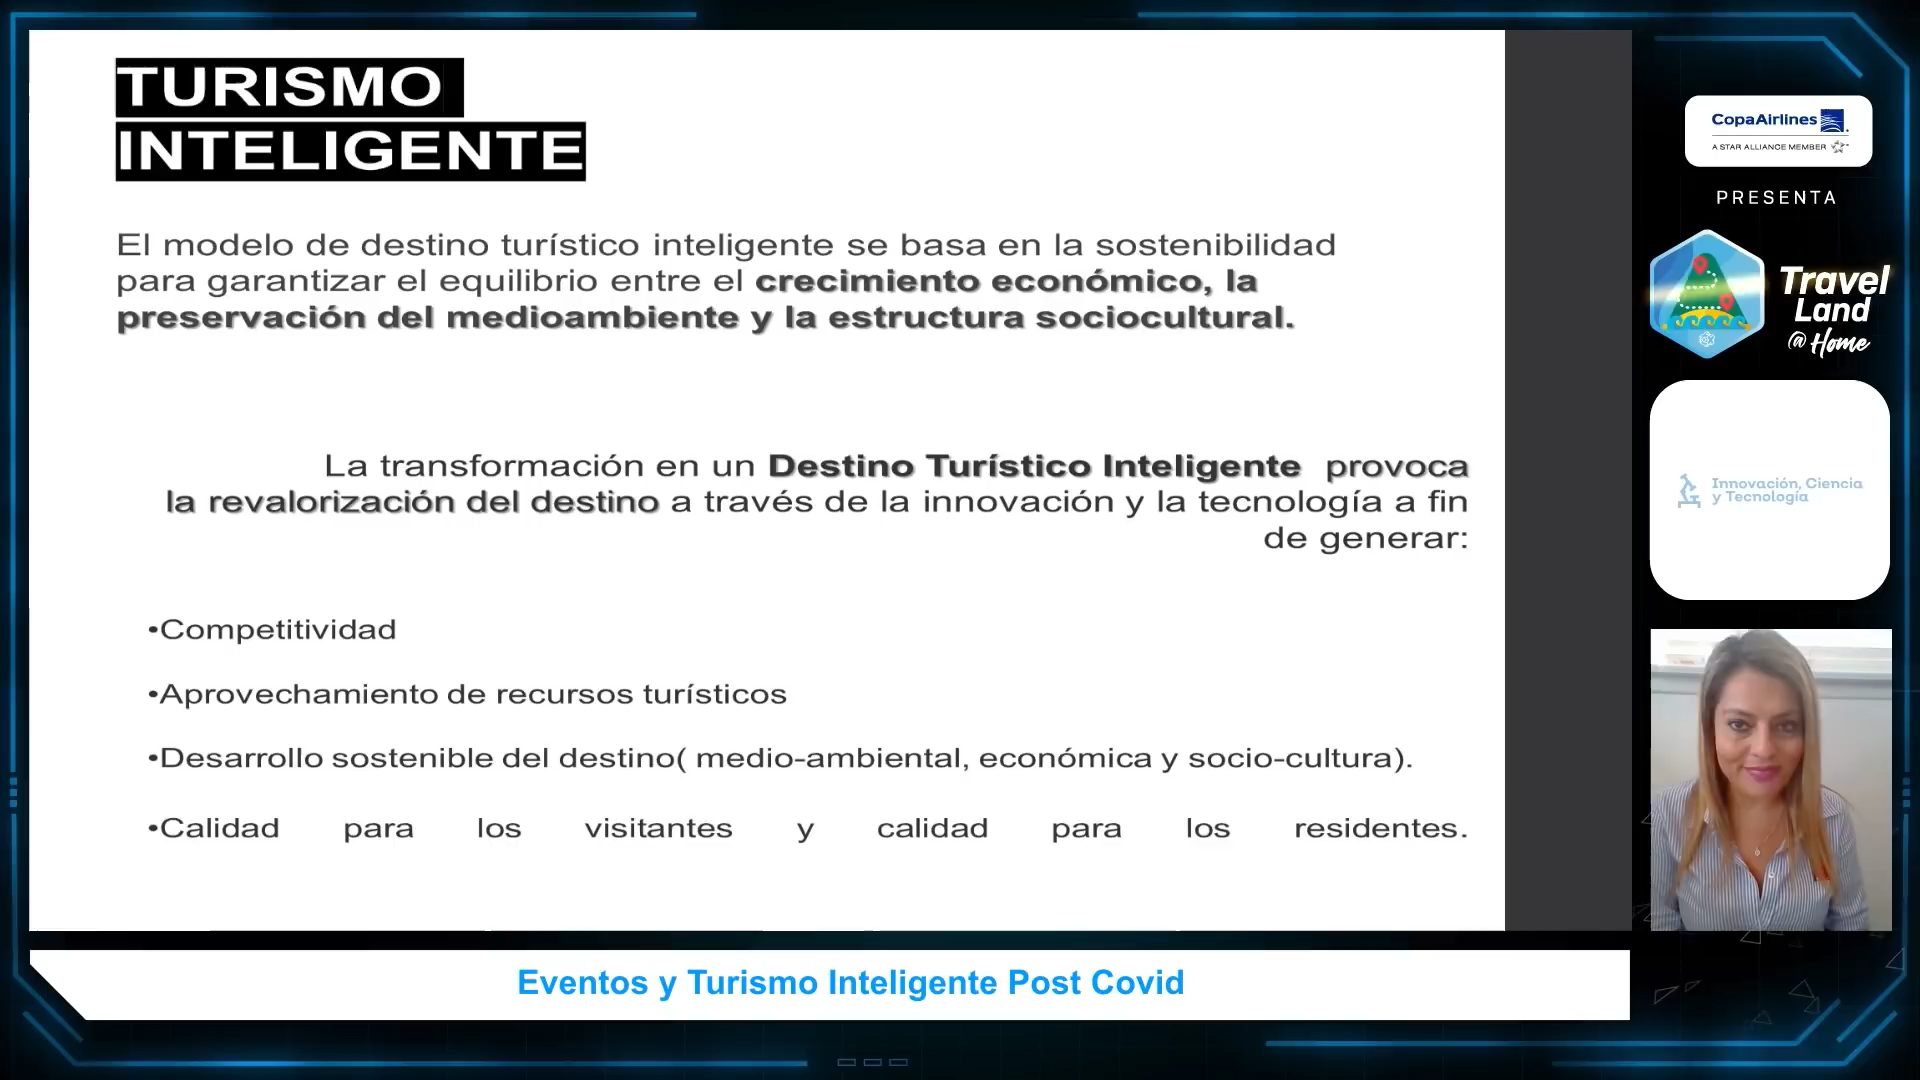 TURISMO
INTELIGENTE
El modelo de destino turístico inteligente se basa en la sostenibilidad
para garantizar el equilibrio entre el crecimiento económico, la
preservación del medioambiente y la estructura sociocultural.
La transformación en un Destino Turístico Inteligente provoca
la revalorización del destino a través de la innovación y la tecnología a fin
de generar:
•Competitividad
•Aprovechamiento de recursos turísticos
•Desarrollo sostenible del destino( medio-ambiental, económica y socio-cultura).
•Calidad para los visitantes y calidad para los residentes.
CopaAirlines
A STAR ALLIANCE MEMBER
PRESENTA
Travel
Land
@Home
Innovación, Ciencia
y Tecnología
Eventos y Turismo Inteligente Post Covid